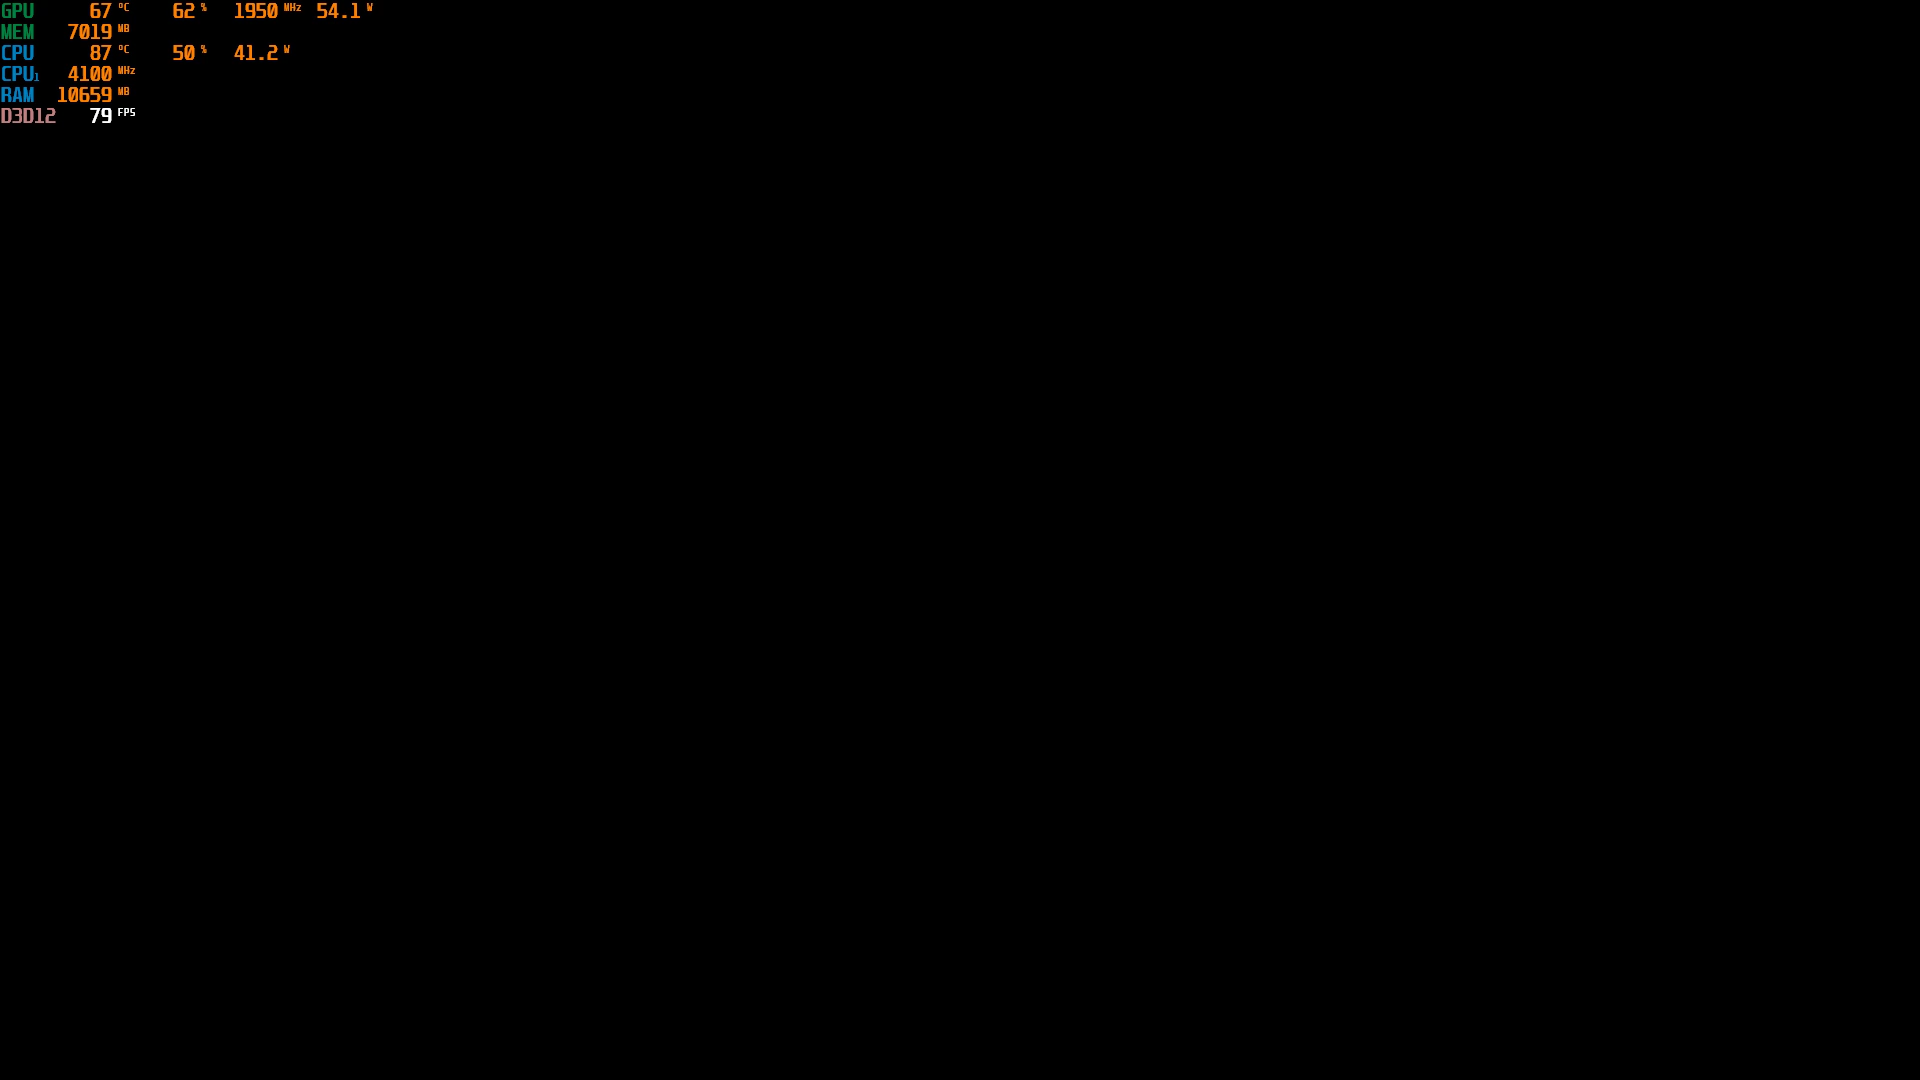 GPU 67 °C 62 % 1950 MHz 54.1 W
MEM 7019 MB
CPU 87 °C 50 % 41.2 W
CPU1 4100 MHz
RAM 10659 MB
D3D12 79 FPS